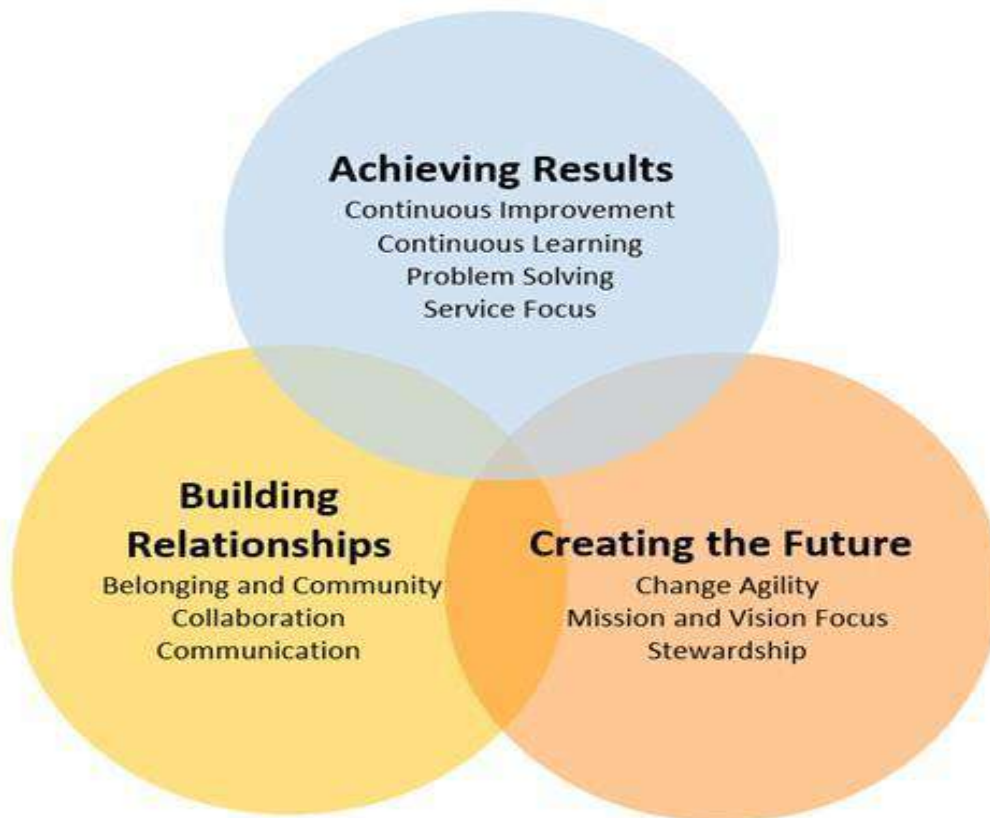 Achieving Results
Continuous Improvement
Continuous Learning
Problem Solving
Service Focus
Building
Relationships
Belonging and Community
Collaboration
Communication
Creating the Future
Change Agility
Mission and Vision Focus
Stewardship